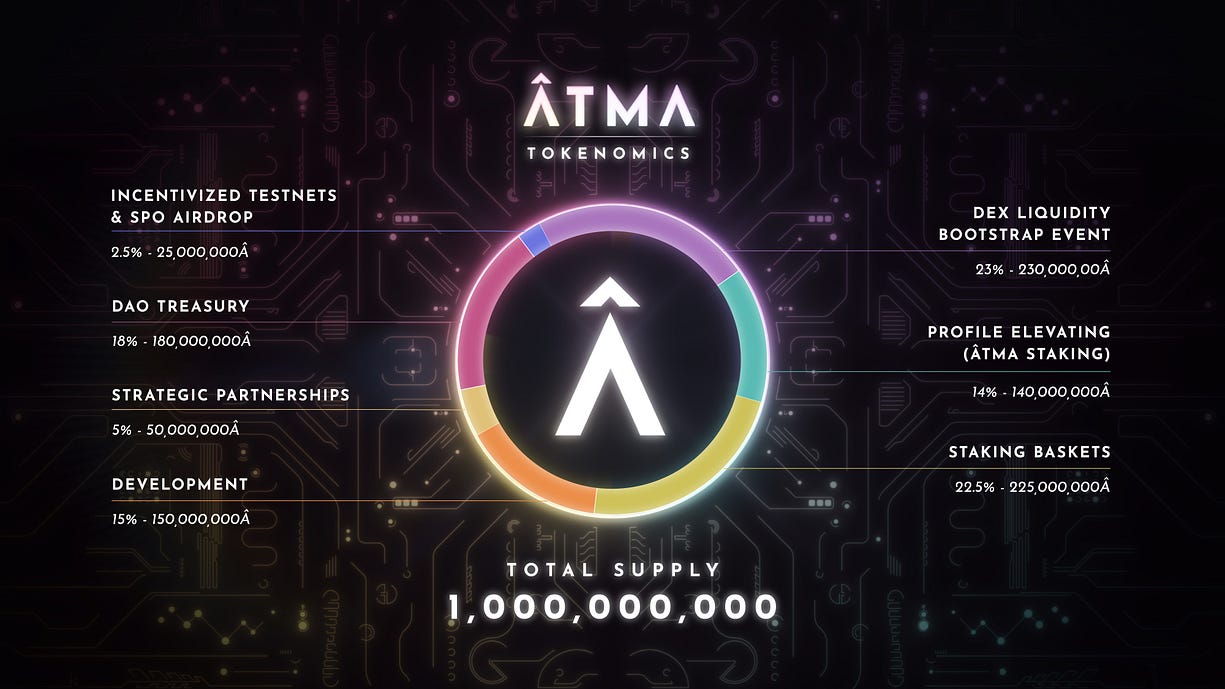 ÂTMA
TOKENOMICS
INCENTIVIZED TESTNETS
& SPO AIRDROP
2.5% - 25,000,000Â
DAO TREASURY
18% - 180,000,000Â
STRATEGIC PARTNERSHIPS
5% - 50,000,000Â
DEVELOPMENT
15% - 150,000,000Â
DEX LIQUIDITY
BOOTSTRAP EVENT
23% - 230,000,00Â
PROFILE ELEVATING
(ÂTMA STAKING)
14% - 140,000,000Â
STAKING BASKETS
22.5% - 225,000,000Â
Â
TOTAL SUPPLY
1,000,000,000